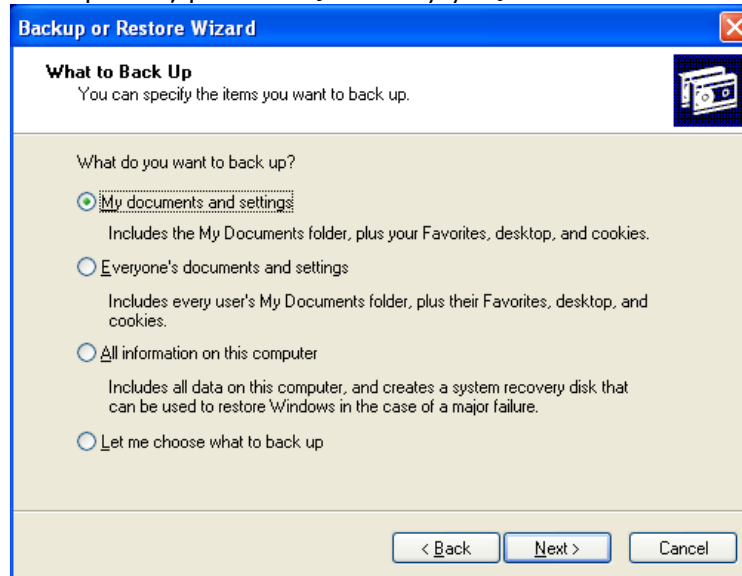 Backup or Restore Wizard
What to Back Up
You can specify the items you want to back up.
What do you want to back up?
My documents and settings
Includes the My Documents folder, plus your Favorites, desktop, and cookies.
Everyone's documents and settings
Includes every user's My Documents folder, plus their Favorites, desktop, and
cookies.
All information on this computer
Includes all data on this computer, and creates a system recovery disk that
can be used to restore Windows in the case of a major failure.
Let me choose what to back up
< Back Next > Cancel